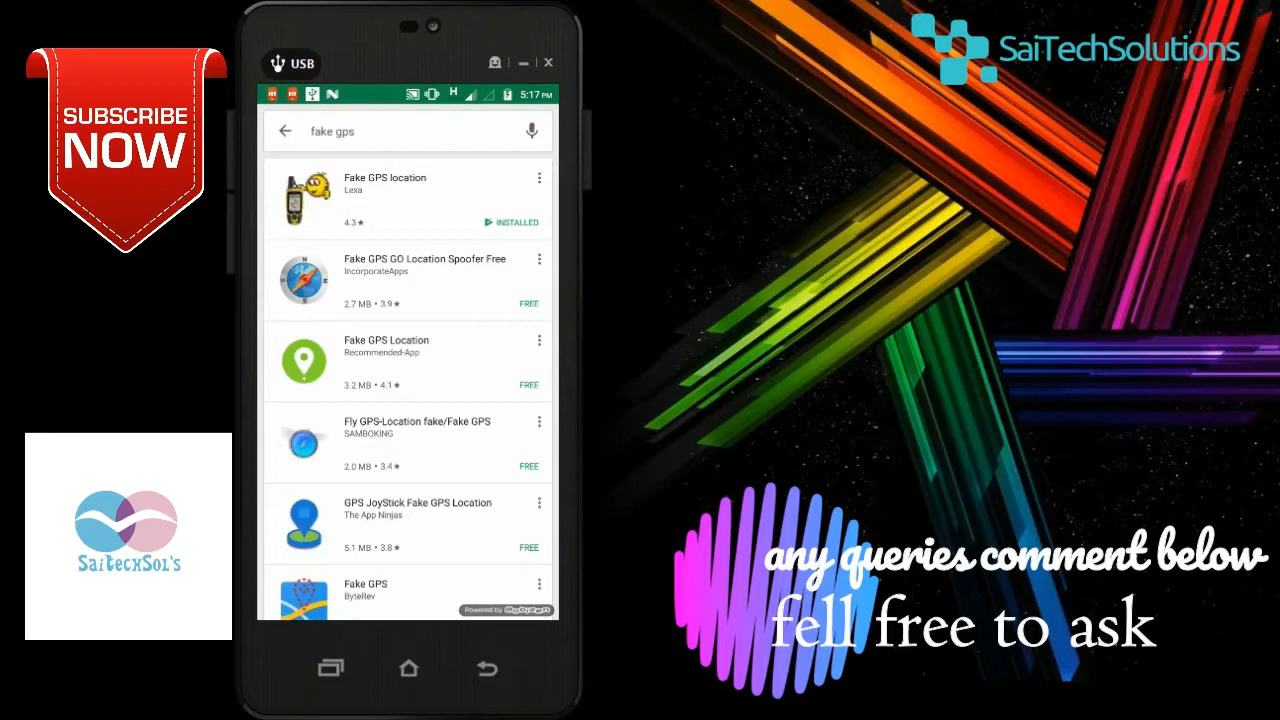 SUBSCRIBE
NOW
USB
5:17 PM
H
fake gps
Fake GPS location
Lexa
4.3★
INSTALLED
Fake GPS GO Location Spoofer Free
IncorporateApps
2.7 MB • 3.9★
FREE
Fake GPS Location
Recommended-App
3.2 MB • 4.1★
FREE
Fly GPS-Location fake/Fake GPS
SAMBOKING
2.0 MB • 3.4★
FREE
GPS JoyStick Fake GPS Location
The App Ninjas
5.1 MB • 3.8★
FREE
Fake GPS
ByteRev
Powered by Mobizen
SaiTechSolutions
SaiTecxSol's
any queries comment below
fell free to ask